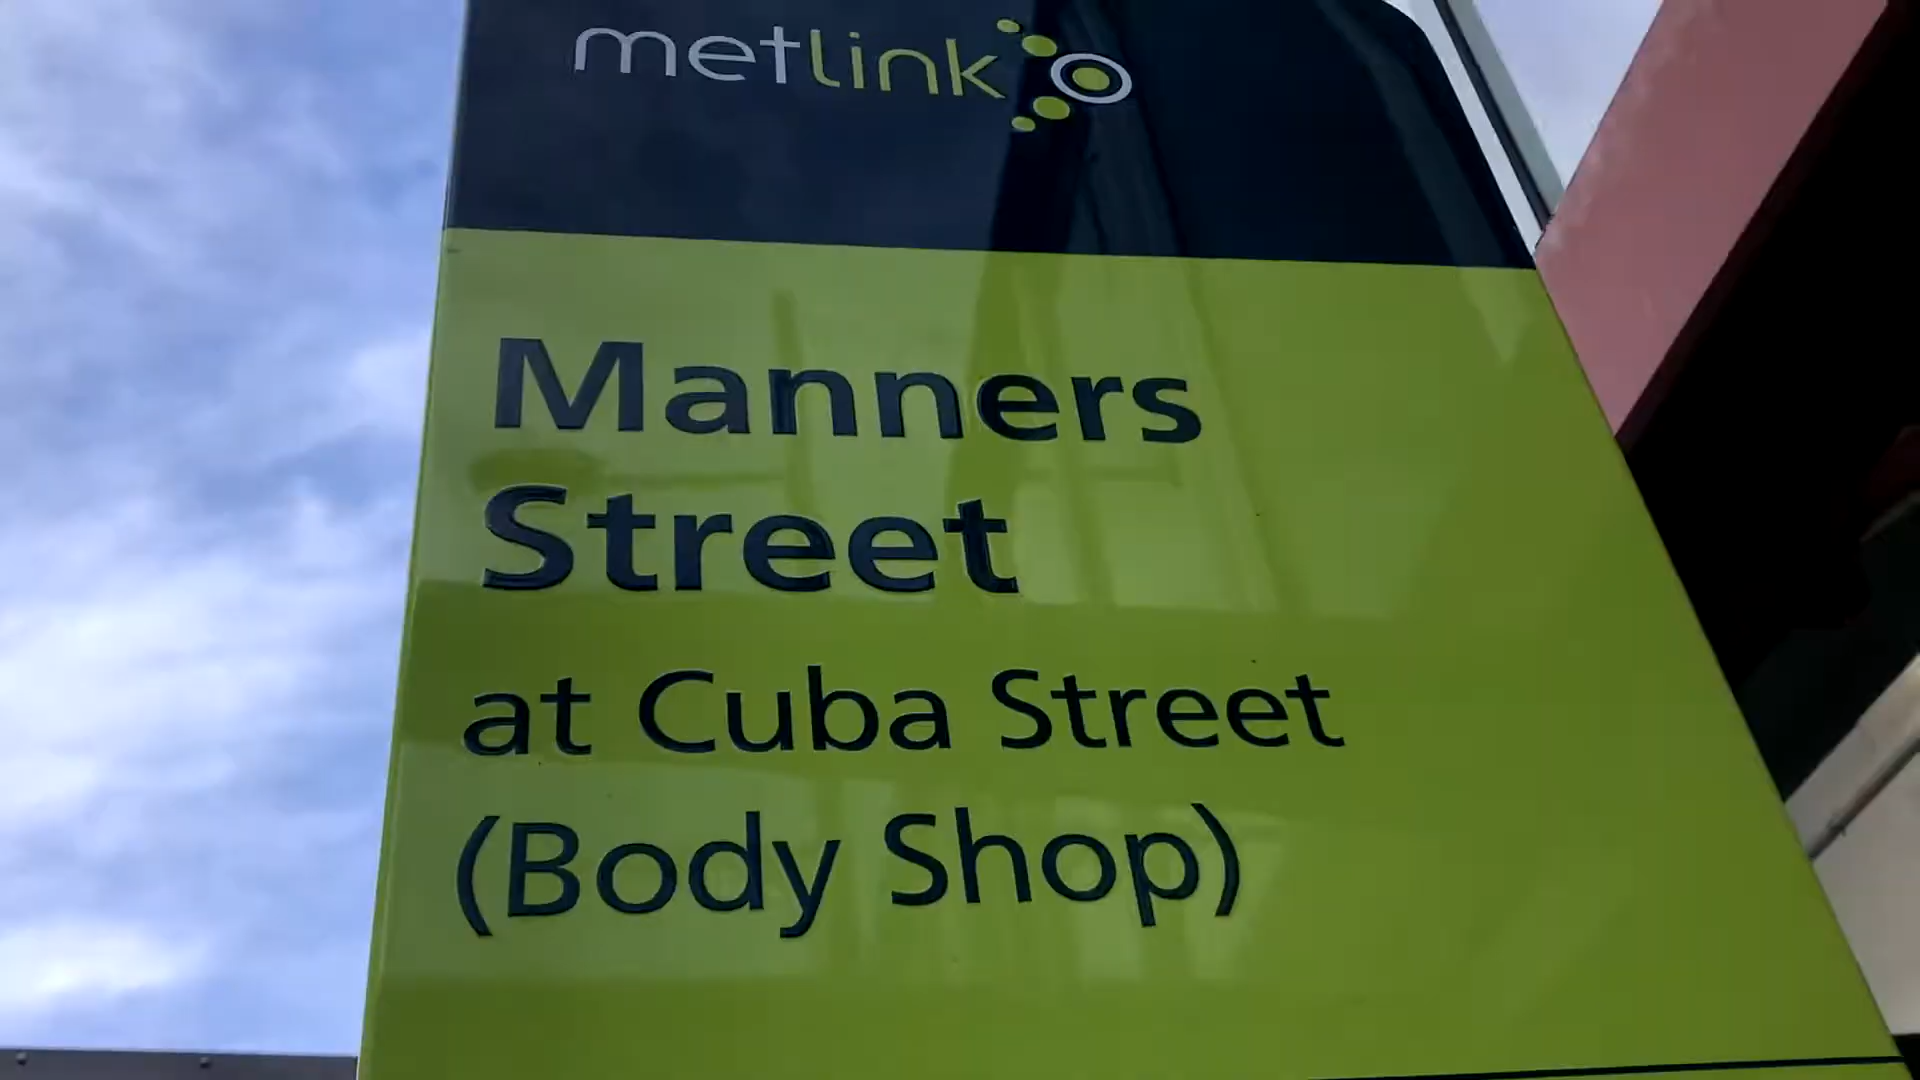 metlink
Manners
Street
at Cuba Street
(Body Shop)